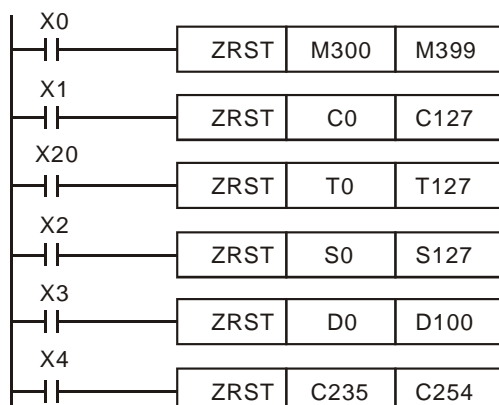 X0
ZRST M300 M399
X1
ZRST C0 C127
X20
ZRST T0 T127
X2
ZRST S0 S127
X3
ZRST D0 D100
X4
ZRST C235 C254